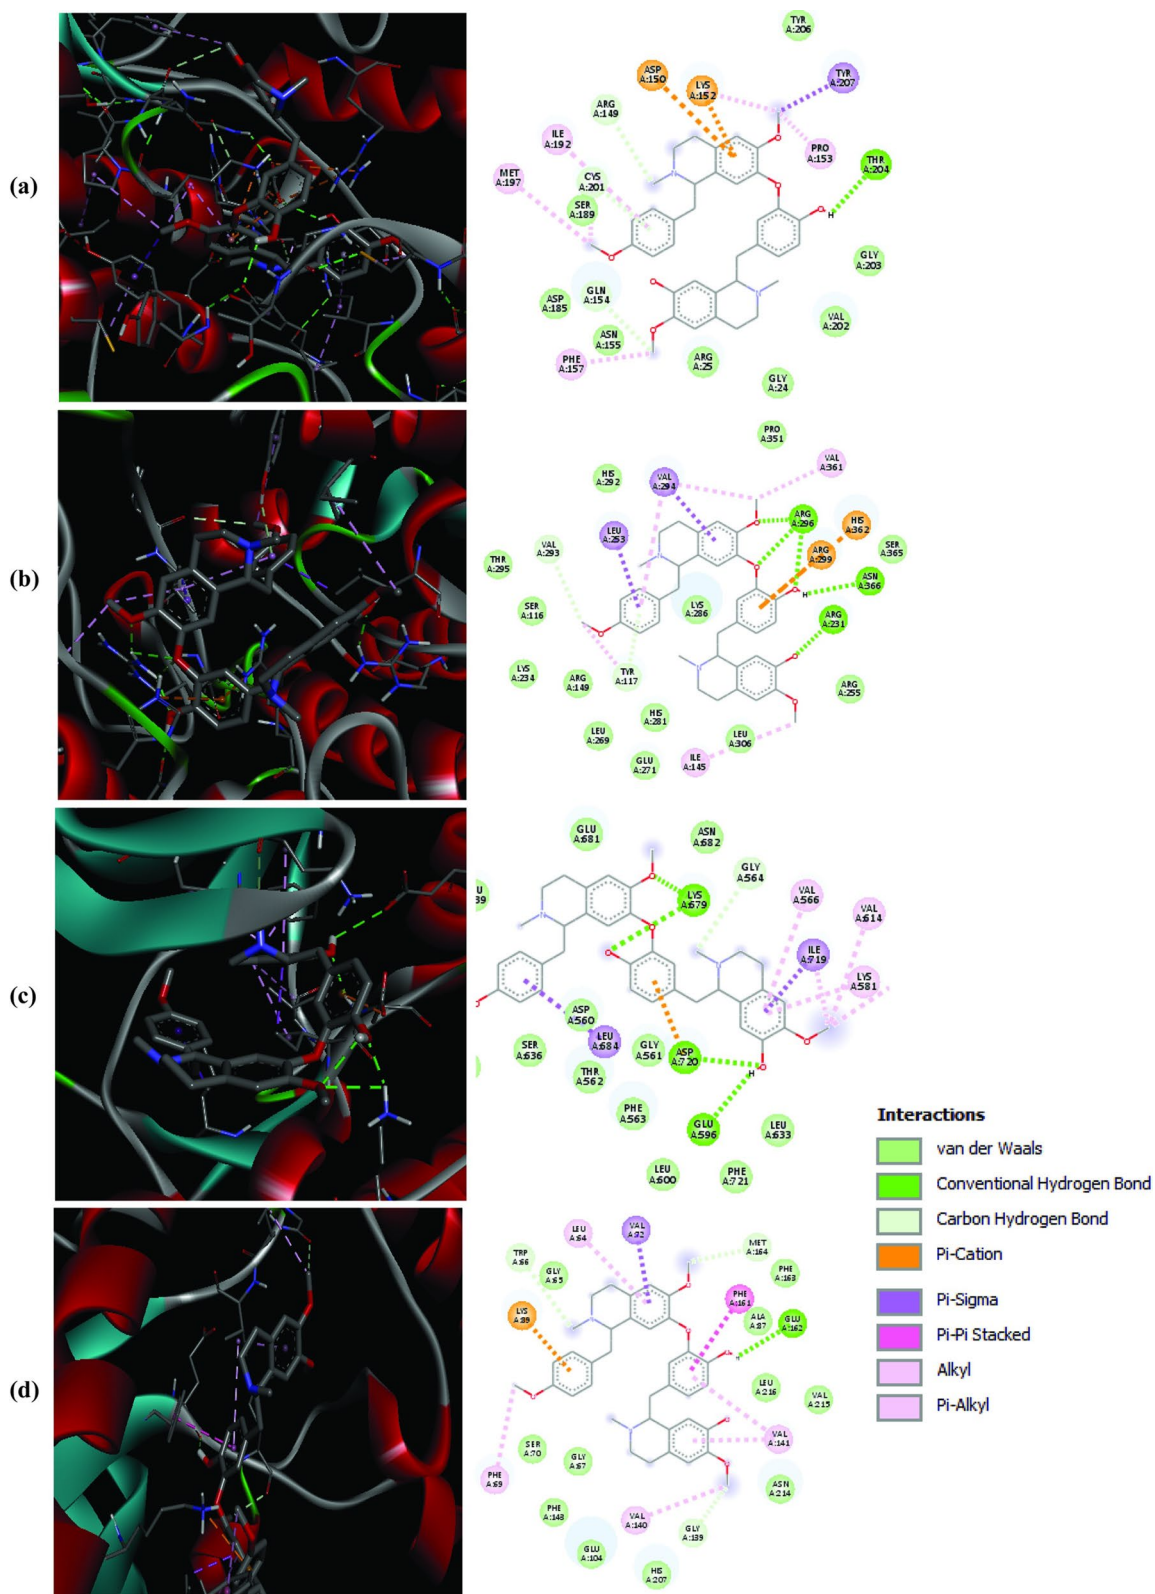 (a)
TYR
A:206
ASP
A:150
LYS
A:152
TYR
A:207
ARG
A:149
ILE
A:192
PRO
A:153
THR
A:204
MET
A:197
CYS
A:201
SER
A:189
O
N
O
O
H
O
GLY
A:203
ASP
A:185
GLN
A:154
ASN
A:155
VAL
A:202
PHE
A:157
ARG
A:25
GLY
A:24
(b)
PRO
A:351
VAL
A:361
HIS
A:292
VAL
A:294
ARG
A:296
HIS
A:362
LEU
A:253
VAL
A:293
ARG
A:299
SER
A:365
THR
A:295
ASN
A:366
SER
A:116
LYS
A:286
ARG
A:231
LYS
A:234
ARG
A:149
TYR
A:117
ARG
A:255
HIS
A:281
LEU
A:269
LEU
A:306
GLU
A:271
ILE
A:145
(c)
GLU
A:681
ASN
A:682
GLY
A:564
LYS
A:679
VAL
A:566
VAL
A:614
ILE
A:719
LYS
A:581
ASP
A:560
LEU
A:684
SER
A:636
GLY
A:561
ASP
A:720
THR
A:562
PHE
A:563
GLU
A:596
LEU
A:633
LEU
A:600
PHE
A:721
Interactions
van der Waals
Conventional Hydrogen Bond
Carbon Hydrogen Bond
Pi-Cation
Pi-Sigma
Pi-Pi Stacked
Alkyl
Pi-Alkyl
(d)
LEU
A:64
VAL
A:92
MET
A:164
TRP
A:66
GLY
A:65
PHE
A:163
PHE
A:161
LYS
A:89
ALA
A:87
GLU
A:162
LEU
A:216
VAL
A:215
VAL
A:141
SER
A:70
GLY
A:67
PHE
A:69
ASN
A:214
PHE
A:143
VAL
A:140
GLY
A:139
GLU
A:104
HIS
A:207